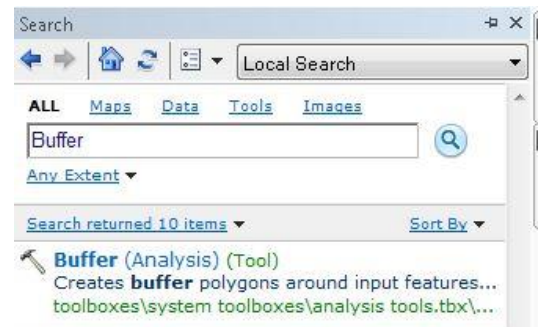 Search
Local Search
ALL Maps Data Tools Images
Buffer
Any Extent
Search returned 10 items Sort By
Buffer (Analysis) (Tool)
Creates buffer polygons around input features...
toolboxes\system toolboxes\analysis tools.tbx\...